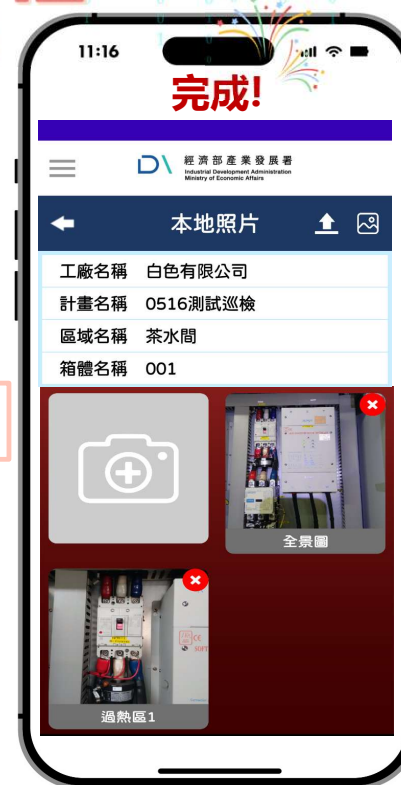 11:16
完成!
經濟部產業發展署
Industrial Development Administration
Ministry of Economic Affairs
本地照片
工廠名稱 白色有限公司
計畫名稱 0516測試巡檢
區域名稱 茶水間
箱體名稱 001
全景圖
過熱區1